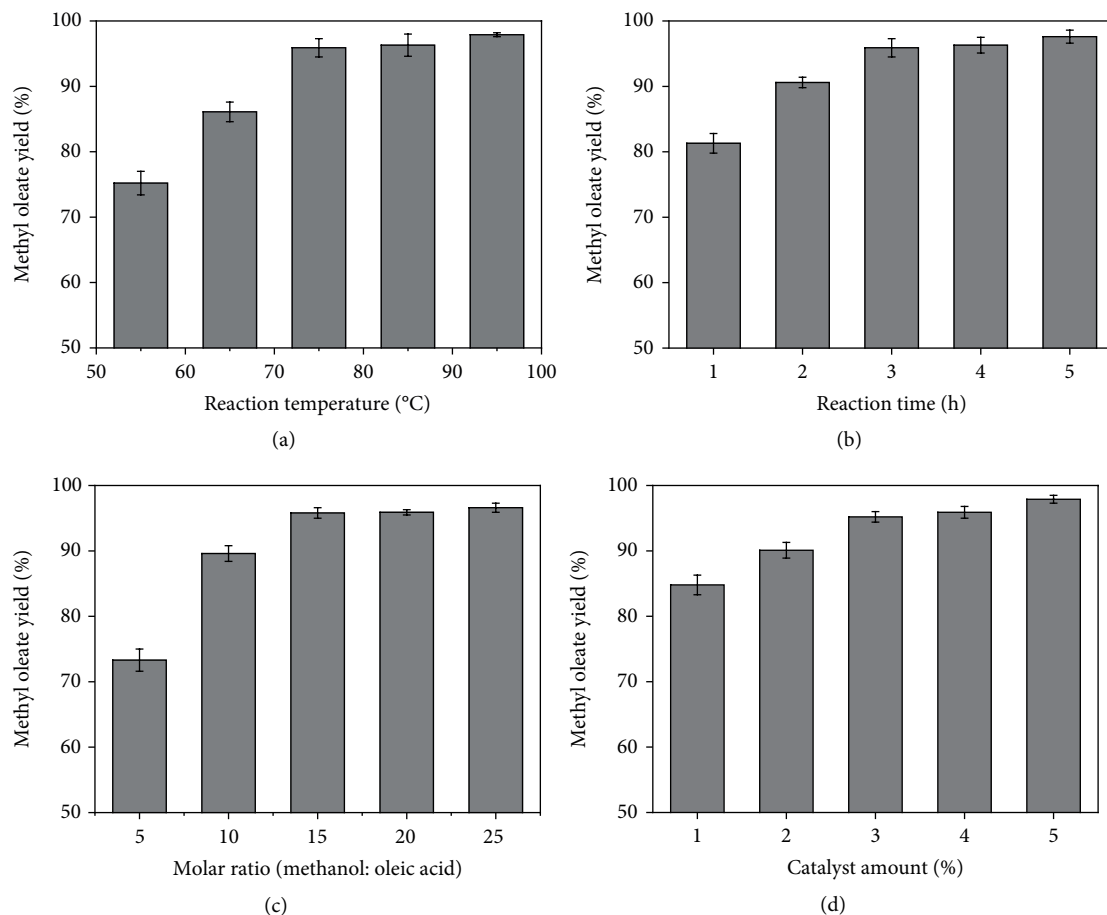 100
90
80
70
60
50
Methyl oleate yield (%)
50 60 70 80 90 100
Reaction temperature (°C)
(a)
100
90
80
70
60
50
Methyl oleate yield (%)
1 2 3 4 5
Reaction time (h)
(b)
100
90
80
70
60
50
Methyl oleate yield (%)
5 10 15 20 25
Molar ratio (methanol: oleic acid)
(c)
100
90
80
70
60
50
Methyl oleate yield (%)
1 2 3 4 5
Catalyst amount (%)
(d)